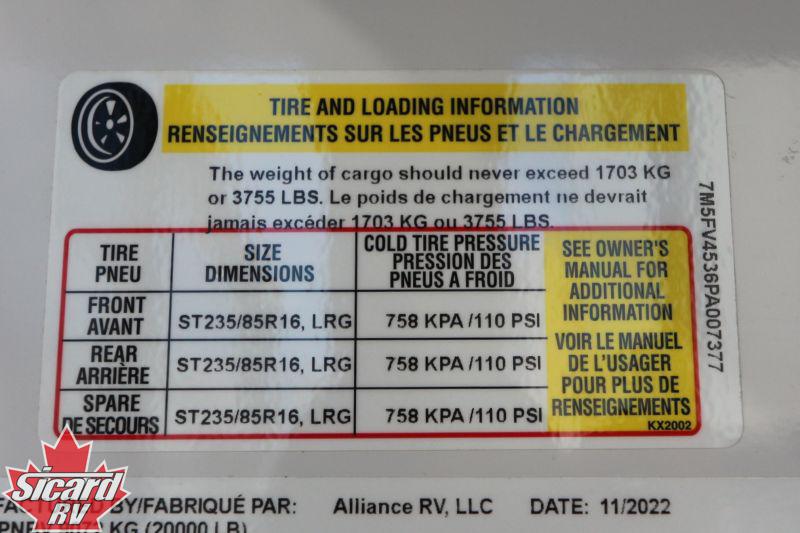 TIRE AND LOADING INFORMATION
RENSEIGNEMENTS SUR LES PNEUS ET LE CHARGEMENT
The weight of cargo should never exceed 1703 KG
or 3755 LBS. Le poids de chargement ne devrait
jamais excéder 1703 KG ou 3755 LBS.
TIRE
PNEU
SIZE
DIMENSIONS
COLD TIRE PRESSURE
PRESSION DES
PNEUS A FROID
FRONT
AVANT
ST235/85R16, LRG
758 KPA /110 PSI
REAR
ARRIÈRE
ST235/85R16, LRG
758 KPA /110 PSI
SPARE
DE SECOURS
ST235/85R16, LRG
758 KPA /110 PSI
SEE OWNER'S
MANUAL FOR
ADDITIONAL
INFORMATION
VOIR LE MANUEL
DE L'USAGER
POUR PLUS DE
RENSEIGNEMENTS
KX2002
7M5FV4536PA007377
BY/FABRIQUÉ PAR: Alliance RV, LLC DATE: 11/2022
KG (20000 LB)
Sicard
RV